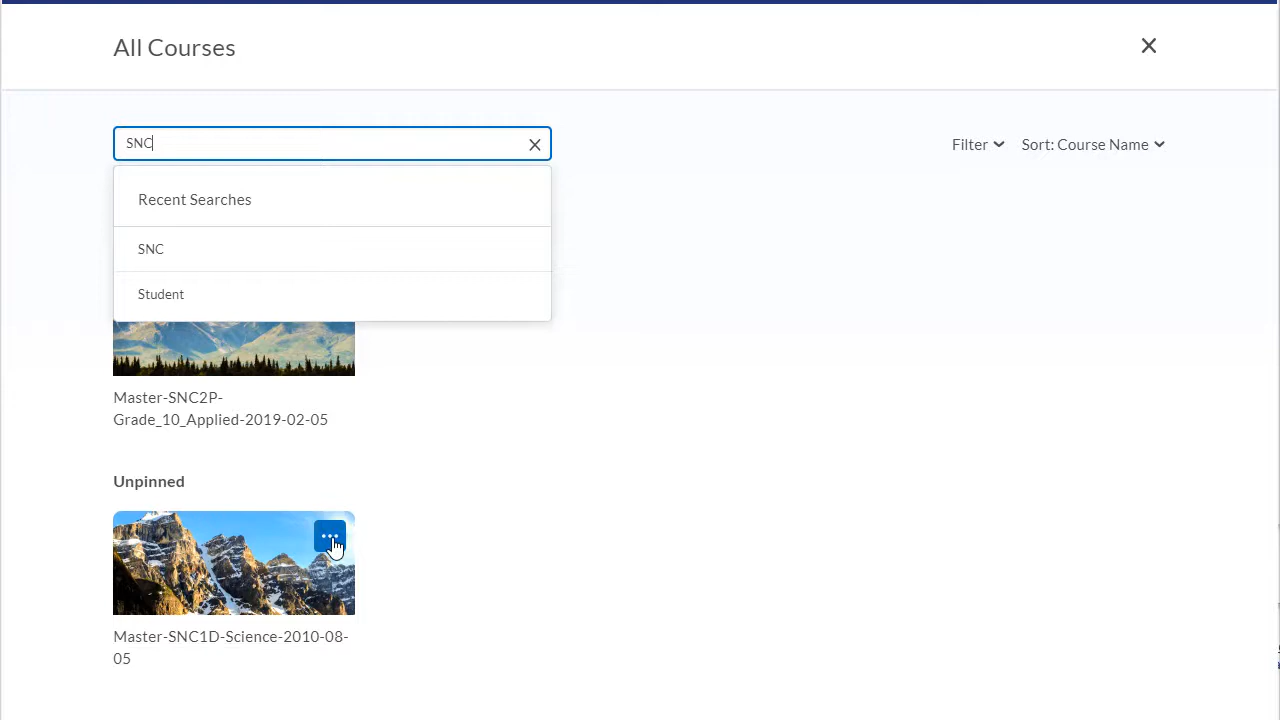 All Courses
SNC
Filter
Sort: Course Name
Recent Searches
SNC
Student
Master-SNC2P-
Grade_10_Applied-2019-02-05
Unpinned
Master-SNC1D-Science-2010-08-
05